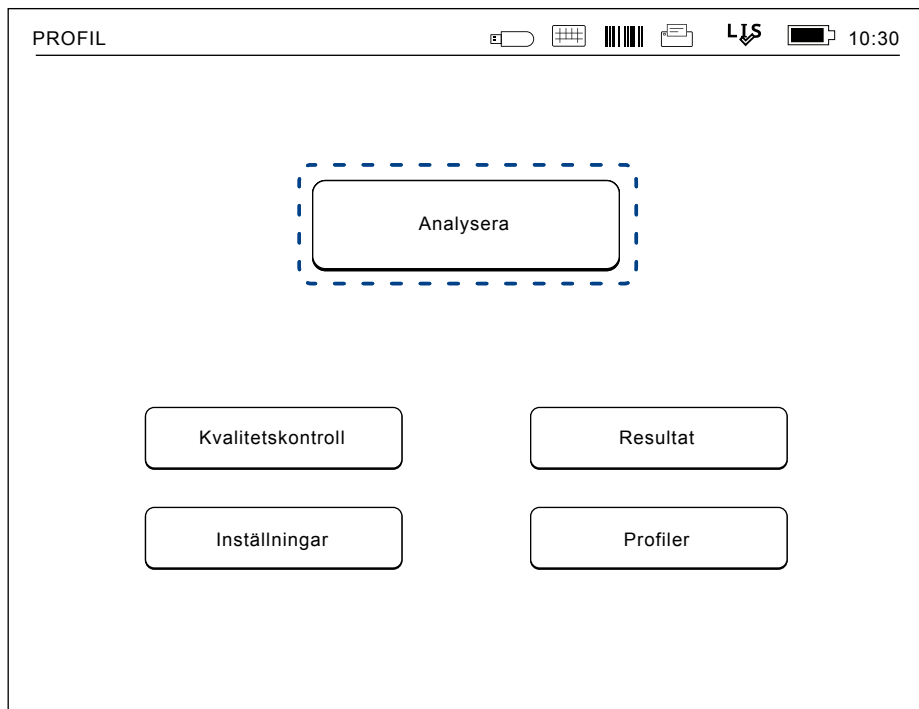 PROFIL LIS 10:30
Analysera
Kvalitetskontroll Resultat
Inställningar Profiler